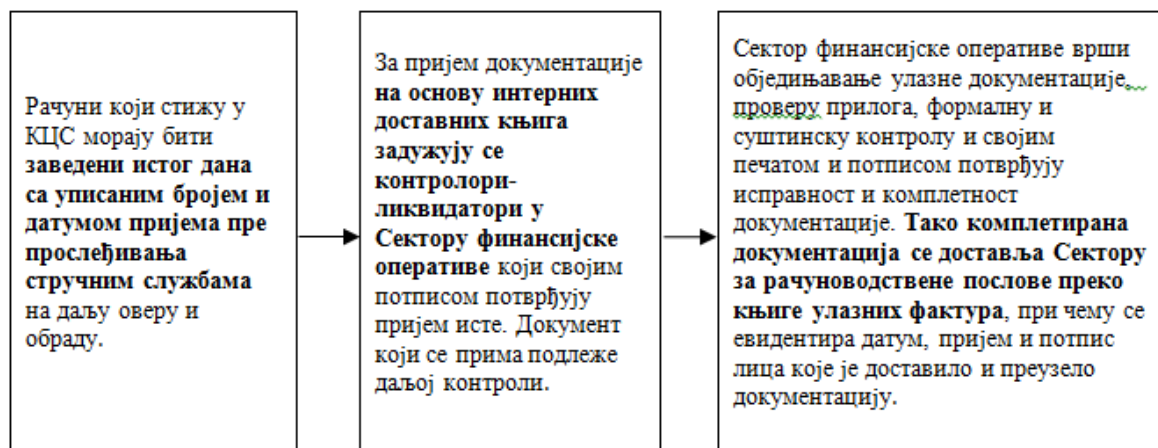 Рачуни који стижу у
КЦС морају бити
заведени истог дана
са уписаним бројем и
датумом пријема пре
прослеђивања
стручним службама
на даљу оверу и
обраду.
За пријем документације
на основу интерних
доставних књига
задужују се
контролори-
ликвидатори у
Сектору финансијске
оперативе који својим
потписом потврђују
пријем исте. Документ
који се прима подлеже
даљој контроли.
Сектор финансијске оперативе врши
обједињавање улазне документације,
проверу прилога, формалну и
суштинску контролу и својим
печатом и потписом потврђују
исправност и комплетност
документације. Тако комплетирана
документација се доставља Сектору
за рачуноводствене послове преко
књиге улазних фактура, при чему се
евидентира датум, пријем и потпис
лица које је доставило и преузело
документацију.